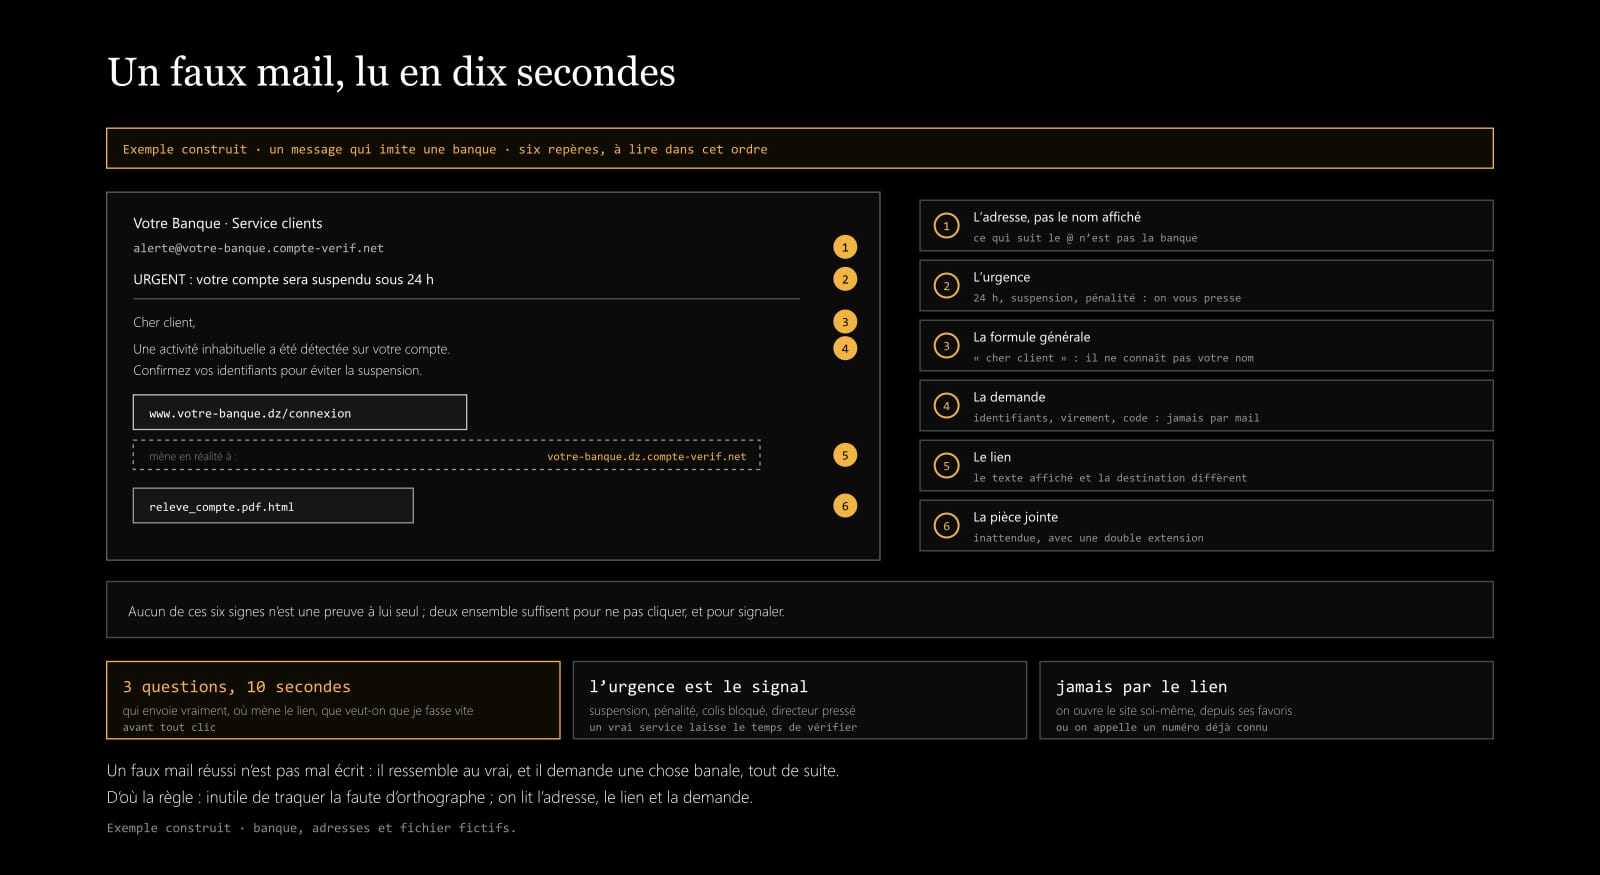 Un faux mail, lu en dix secondes
Exemple construit · un message qui imite une banque · six repères, à lire dans cet ordre
Votre Banque · Service clients
alerte@votre-banque.compte-verif.net
1
URGENT : votre compte sera suspendu sous 24 h
2
Cher client,
3
Une activité inhabituelle a été détectée sur votre compte.
4
Confirmez vos identifiants pour éviter la suspension.
www.votre-banque.dz/connexion
mène en réalité à :
votre-banque.dz.compte-verif.net
5
releve_compte.pdf.html
6
1
L’adresse, pas le nom affiché
ce qui suit le @ n’est pas la banque
2
L’urgence
24 h, suspension, pénalité : on vous presse
3
La formule générale
« cher client » : il ne connaît pas votre nom
4
La demande
identifiants, virement, code : jamais par mail
5
Le lien
le texte affiché et la destination diffèrent
6
La pièce jointe
inattendue, avec une double extension
Aucun de ces six signes n’est une preuve à lui seul ; deux ensemble suffisent pour ne pas cliquer, et pour signaler.
3 questions, 10 secondes
qui envoie vraiment, où mène le lien, que veut-on que je fasse vite
avant tout clic
l’urgence est le signal
suspension, pénalité, colis bloqué, directeur pressé
un vrai service laisse le temps de vérifier
jamais par le lien
on ouvre le site soi-même, depuis ses favoris
ou on appelle un numéro déjà connu
Un faux mail réussi n’est pas mal écrit : il ressemble au vrai, et il demande une chose banale, tout de suite.
D’où la règle : inutile de traquer la faute d’orthographe ; on lit l’adresse, le lien et la demande.
Exemple construit · banque, adresses et fichier fictifs.